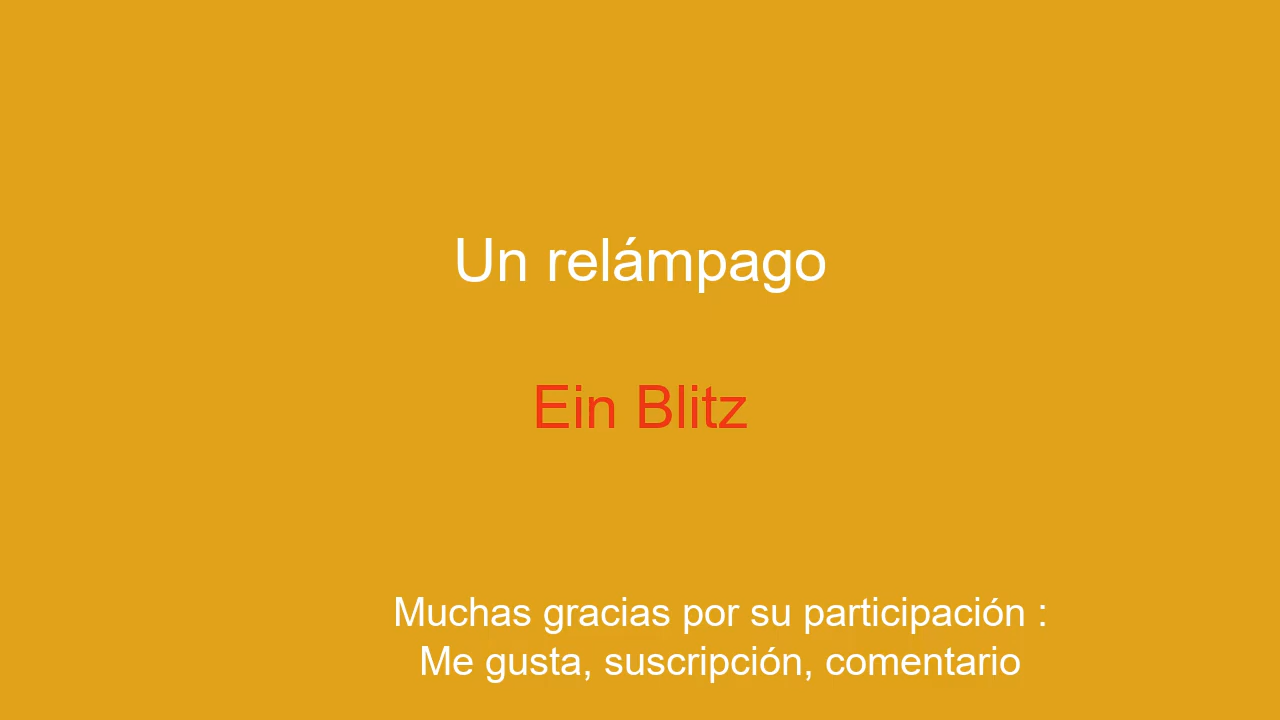 Un relámpago
Ein Blitz
Muchas gracias por su participación :
Me gusta, suscripción, comentario